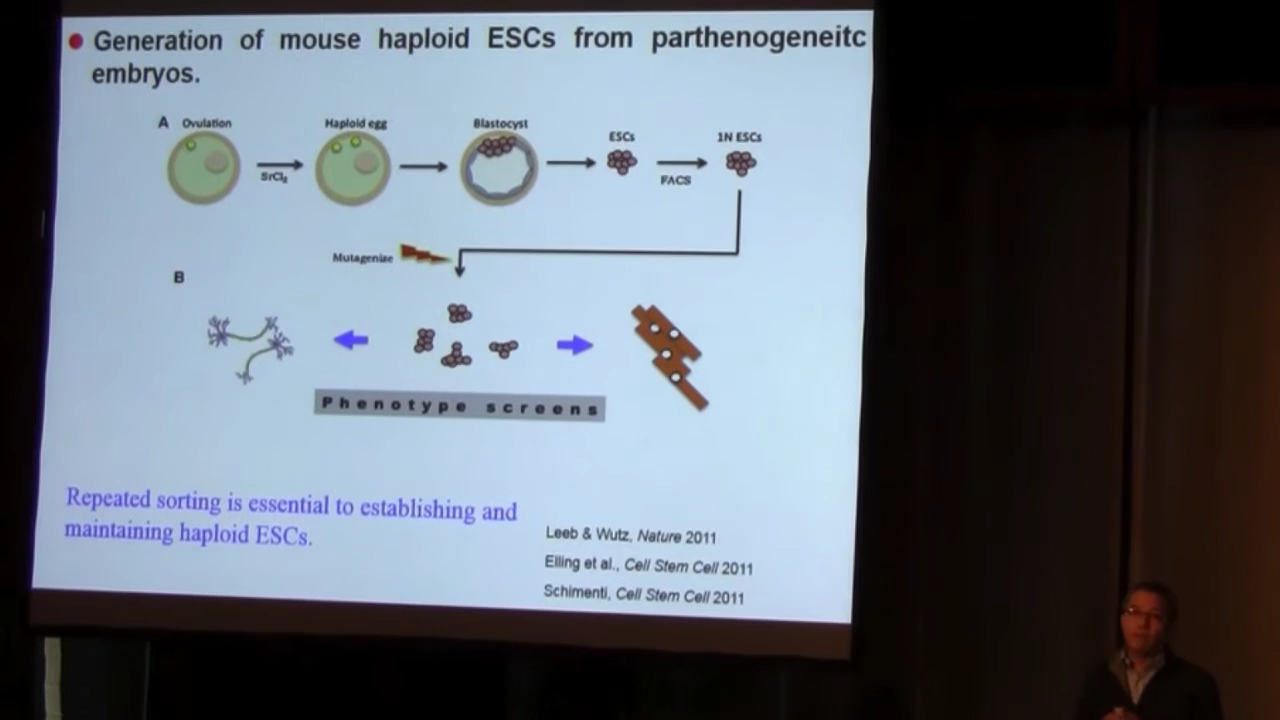 Generation of mouse haploid ESCs from parthenogeneitc
embryos.
A Ovulation Haploid egg Blastocyst ESCs 1N ESCs
SrCl₂ FACS
Mutagenize
B
Phenotype screens
Repeated sorting is essential to establishing and
maintaining haploid ESCs.
Leeb & Wutz, Nature 2011
Elling et al., Cell Stem Cell 2011
Schimenti, Cell Stem Cell 2011